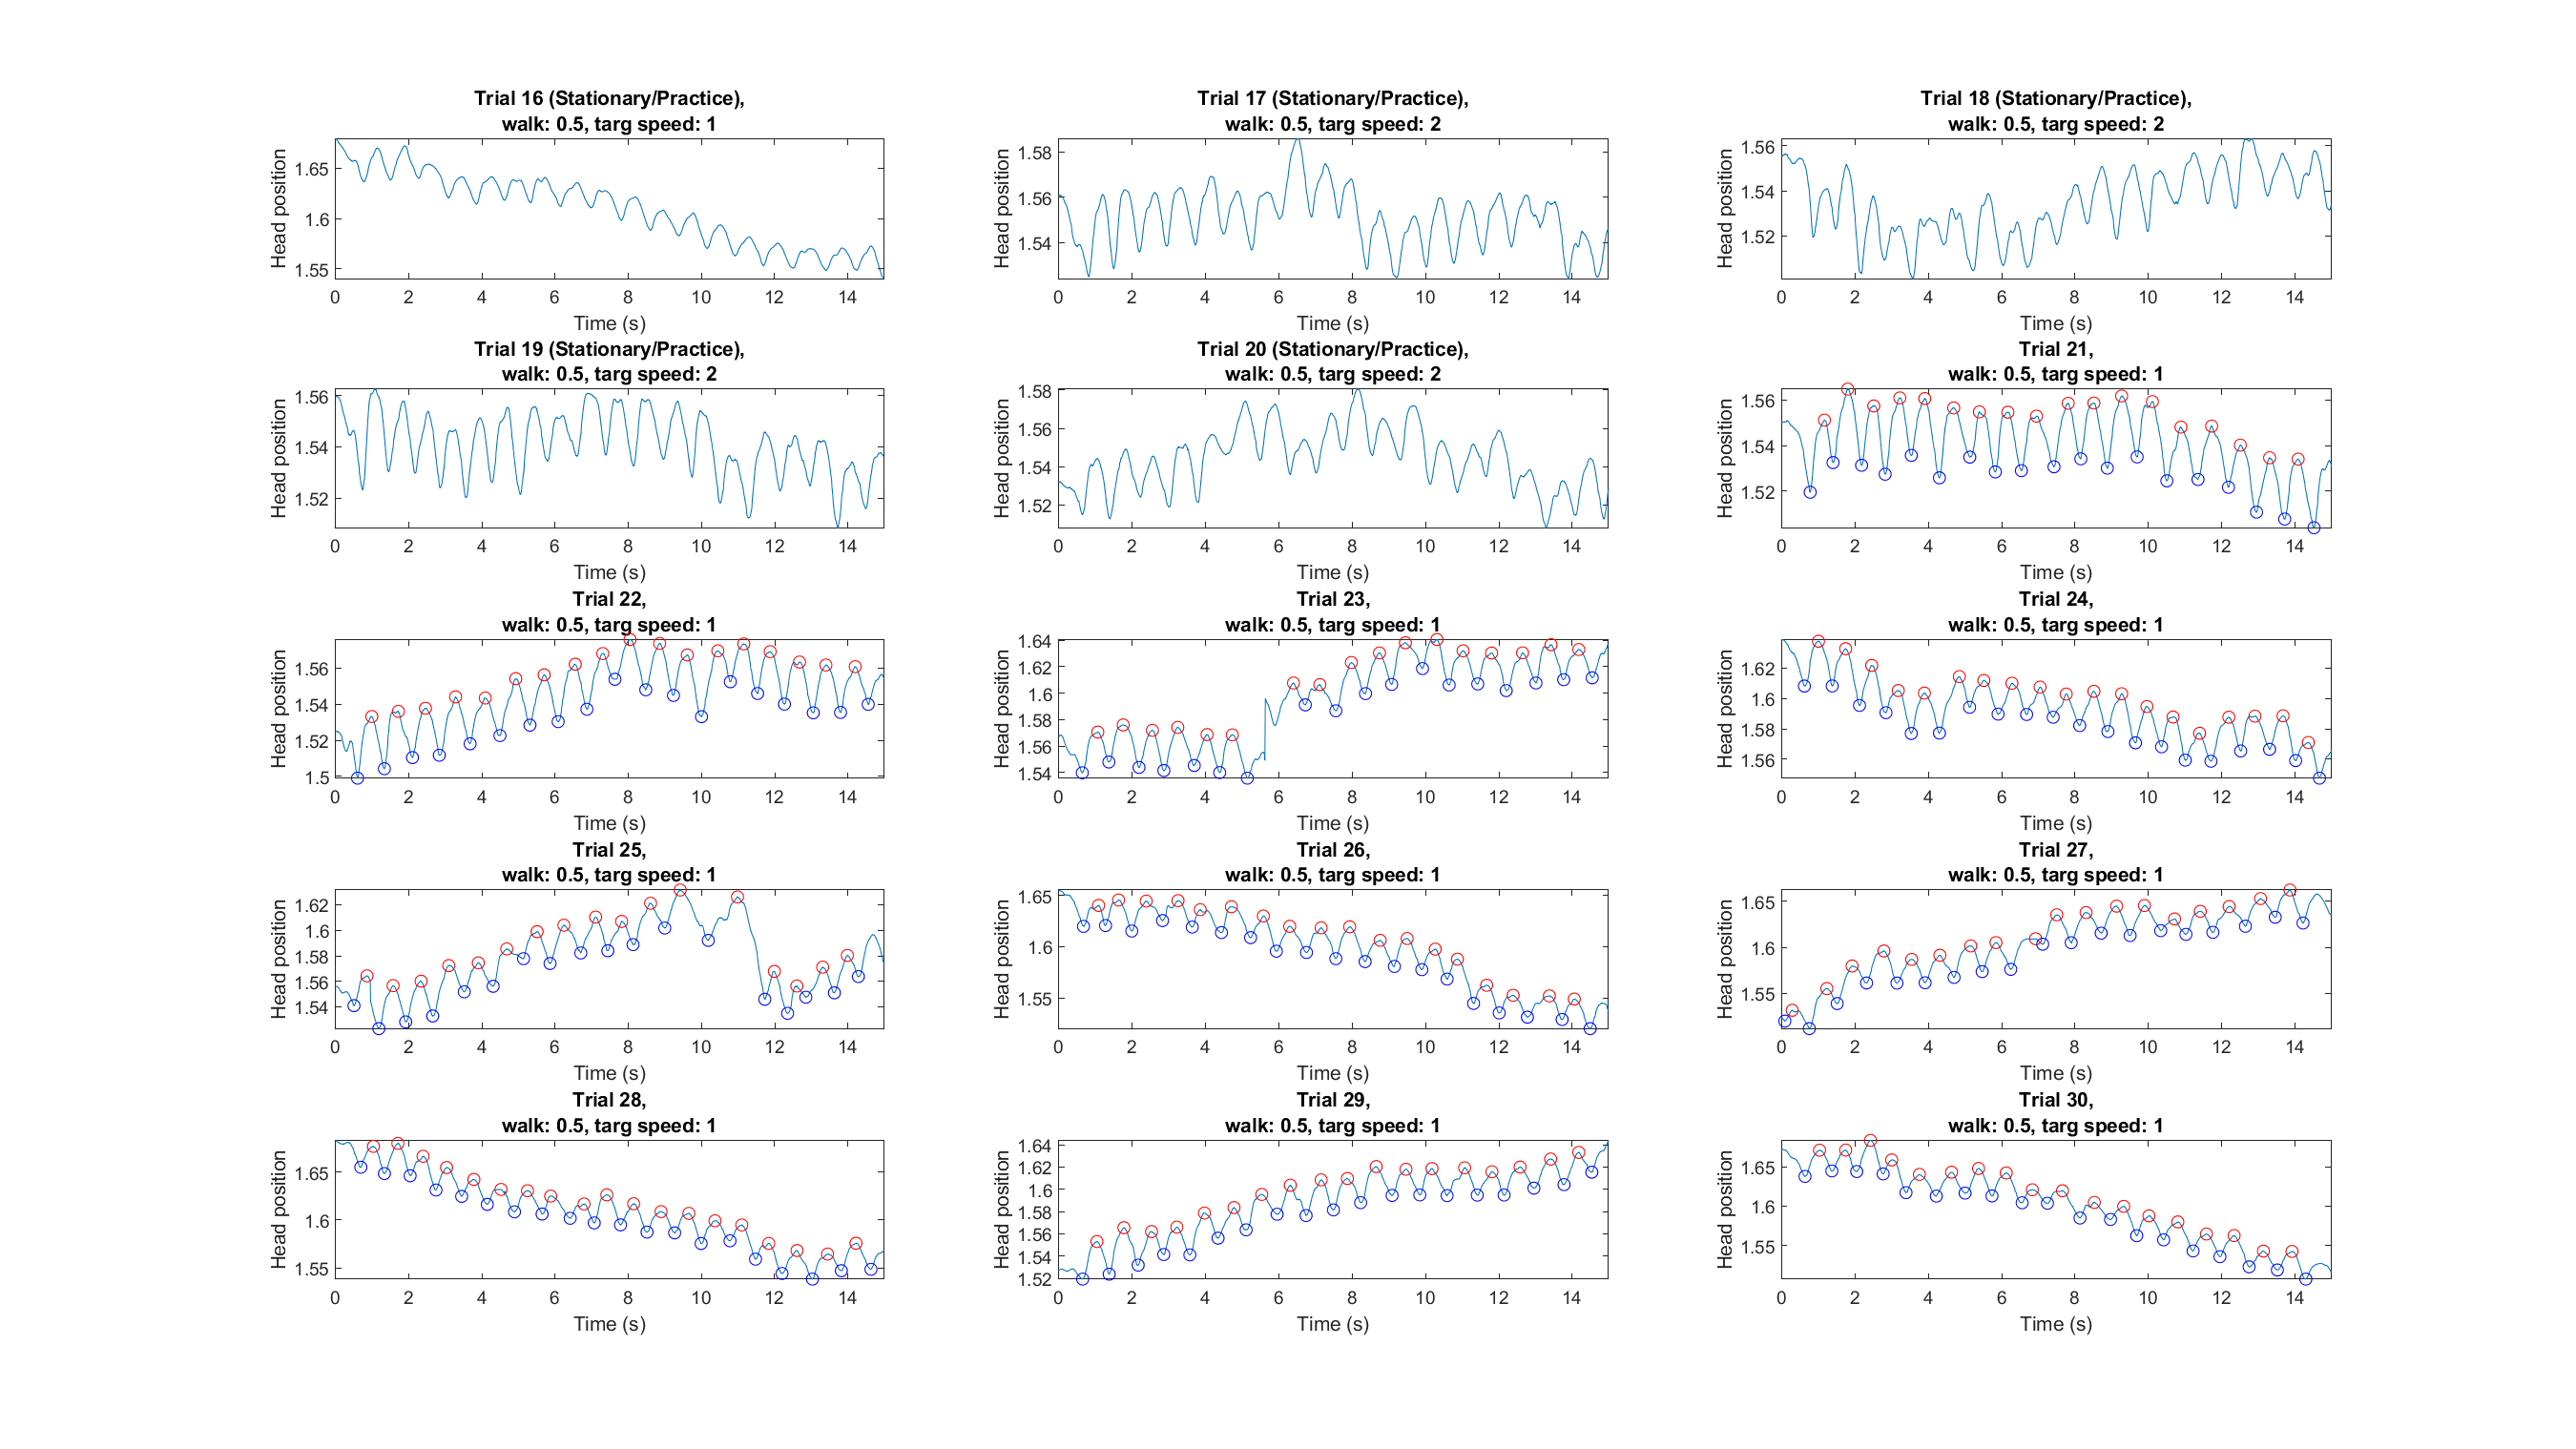 Trial 16 (Stationary/Practice),
walk: 0.5, targ speed: 1
Head position
1.65
1.6
1.55
0 2 4 6 8 10 12 14
Time (s)
Trial 17 (Stationary/Practice),
walk: 0.5, targ speed: 2
Head position
1.58
1.56
1.54
0 2 4 6 8 10 12 14
Time (s)
Trial 18 (Stationary/Practice),
walk: 0.5, targ speed: 2
Head position
1.56
1.54
1.52
0 2 4 6 8 10 12 14
Time (s)
Trial 19 (Stationary/Practice),
walk: 0.5, targ speed: 2
Head position
1.56
1.54
1.52
0 2 4 6 8 10 12 14
Time (s)
Trial 20 (Stationary/Practice),
walk: 0.5, targ speed: 2
Head position
1.58
1.56
1.54
1.52
0 2 4 6 8 10 12 14
Time (s)
Trial 21,
walk: 0.5, targ speed: 1
Head position
1.56
1.54
1.52
0 2 4 6 8 10 12 14
Time (s)
Trial 22,
walk: 0.5, targ speed: 1
Head position
1.56
1.54
1.52
1.5
0 2 4 6 8 10 12 14
Time (s)
Trial 23,
walk: 0.5, targ speed: 1
Head position
1.64
1.62
1.6
1.58
1.56
1.54
0 2 4 6 8 10 12 14
Time (s)
Trial 24,
walk: 0.5, targ speed: 1
Head position
1.62
1.6
1.58
1.56
0 2 4 6 8 10 12 14
Time (s)
Trial 25,
walk: 0.5, targ speed: 1
Head position
1.62
1.6
1.58
1.56
1.54
0 2 4 6 8 10 12 14
Time (s)
Trial 26,
walk: 0.5, targ speed: 1
Head position
1.65
1.6
1.55
0 2 4 6 8 10 12 14
Time (s)
Trial 27,
walk: 0.5, targ speed: 1
Head position
1.65
1.6
1.55
0 2 4 6 8 10 12 14
Time (s)
Trial 28,
walk: 0.5, targ speed: 1
Head position
1.65
1.6
1.55
0 2 4 6 8 10 12 14
Time (s)
Trial 29,
walk: 0.5, targ speed: 1
Head position
1.64
1.62
1.6
1.58
1.56
1.54
1.52
0 2 4 6 8 10 12 14
Time (s)
Trial 30,
walk: 0.5, targ speed: 1
Head position
1.65
1.6
1.55
0 2 4 6 8 10 12 14
Time (s)